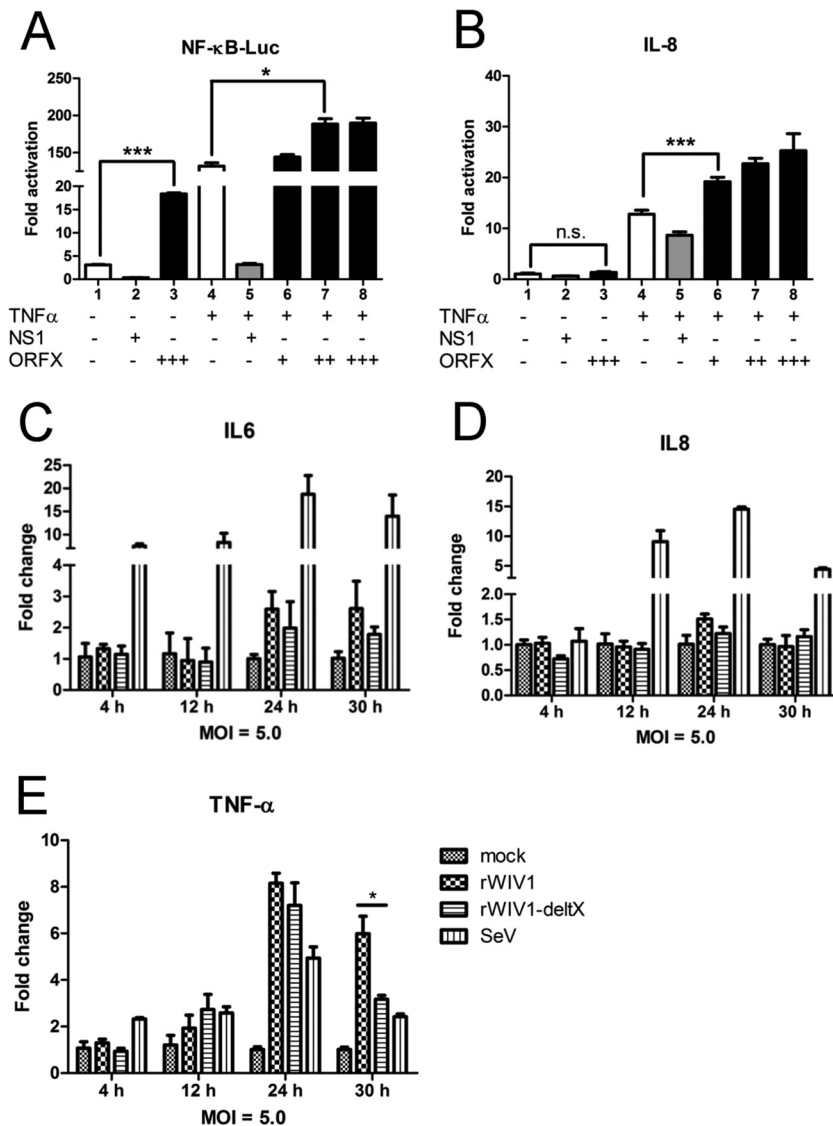 A
NF-κB-Luc
Fold activation
250
200
150
100
20
15
10
5
0
***
*
1 2 3 4 5 6 7 8
TNFα - - - + + + + +
NS1 - + - - + - - -
ORFX - - +++ - - + ++ +++
B
IL-8
Fold activation
40
30
20
10
0
n.s.
***
1 2 3 4 5 6 7 8
TNFα - - - + + + + +
NS1 - + - - + - - -
ORFX - - +++ - - + ++ +++
C
IL6
Fold change
25
20
15
10
4
3
2
1
0
4 h 12 h 24 h 30 h
MOI = 5.0
D
IL8
Fold change
20
15
10
5
2.0
1.5
1.0
0.5
0.0
4 h 12 h 24 h 30 h
MOI = 5.0
E
TNF-α
Fold change
10
8
6
4
2
0
*
4 h 12 h 24 h 30 h
MOI = 5.0
mock
rWIV1
rWIV1-deltX
SeV